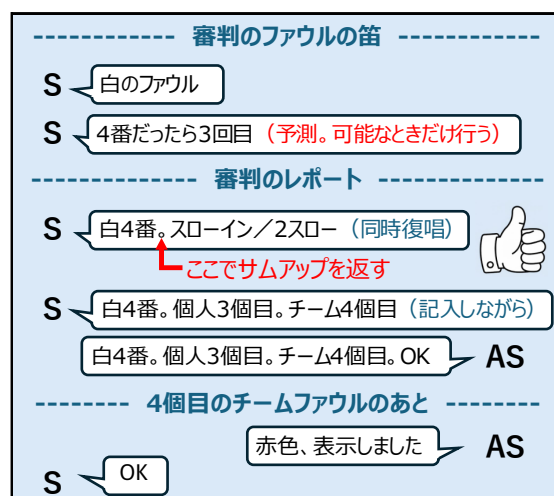 ------------ 審判のファウルの笛 ------------
S 白のファウル
S 4番だったら3回目（予測。可能なときだけ行う）
------------ 審判のレポート ------------
S 白4番。スローイン／2スロー（同時復唱）
ここでサムアップを返す
S 白4番。個人3個目。チーム4個目（記入しながら）
白4番。個人3個目。チーム4個目。OK AS
-------- 4個目のチームファウルのあと --------
赤色、表示しました AS
S OK